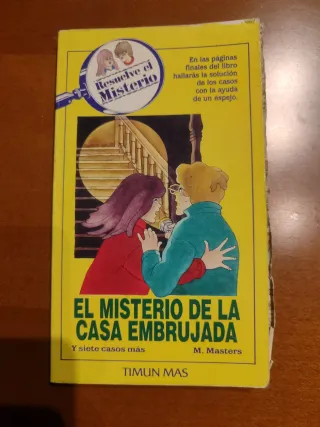 Resuelve el
Misterio
En las páginas
finales del libro
hallarás la solución
de los casos
con la ayuda
de un espejo.
EL MISTERIO DE LA
CASA EMBRUJADA
Y siete casos más M. Masters
TIMUN MAS